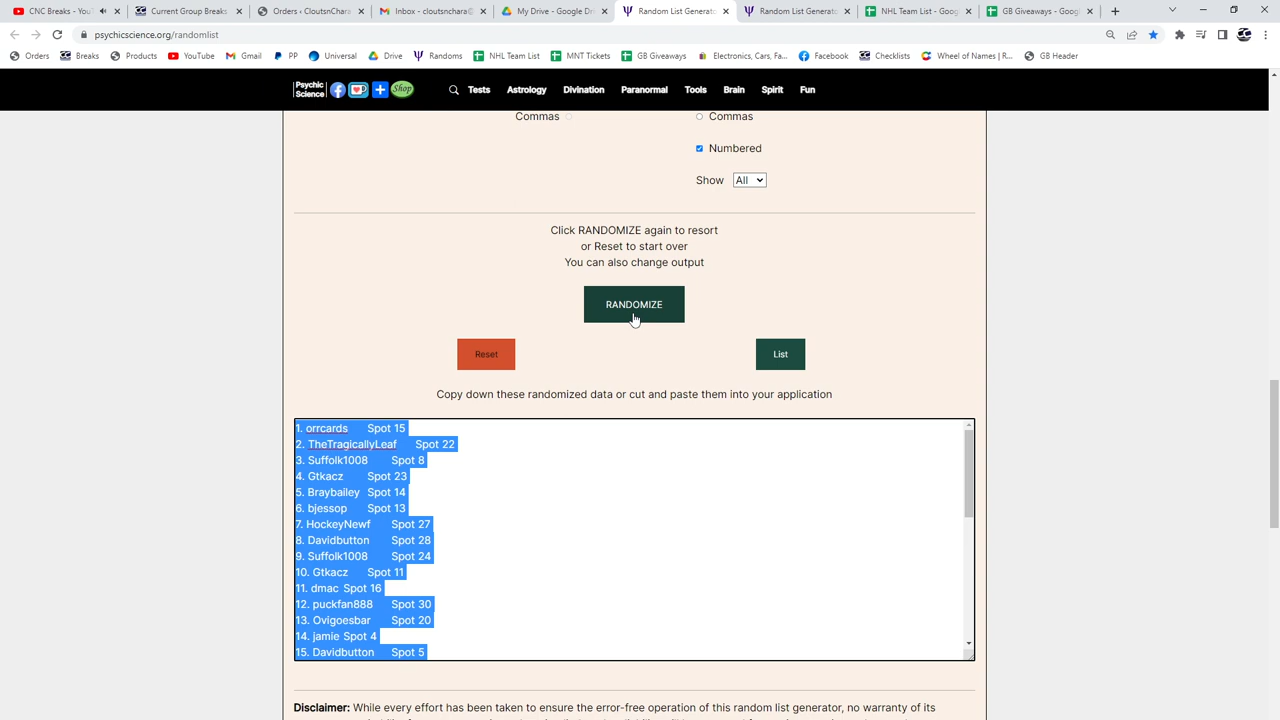 CNC Breaks - YouTube
Current Group Breaks
Orders · CloutsnChara
Inbox - cloutsnchara@
My Drive - Google Dri
Random List Generato
Random List Generato
NHL Team List - Goog
GB Giveaways - Googl
psychicscience.org/randomlist
Orders
Breaks
Products
YouTube
Gmail
PP
Universal
Drive
Randoms
NHL Team List
MNT Tickets
GB Giveaways
Electronics, Cars, Fa...
Facebook
Checklists
Wheel of Names | R...
GB Header
Psychic
Science
Shop
Tests
Astrology
Divination
Paranormal
Tools
Brain
Spirit
Fun
Commas
Commas
Numbered
Show All
Click RANDOMIZE again to resort
or Reset to start over
You can also change output
RANDOMIZE
Reset
List
Copy down these randomized data or cut and paste them into your application
1. orrcards Spot 15
2. TheTragicallyLeaf Spot 22
3. Suffolk1008 Spot 8
4. Gtkacz Spot 23
5. Braybailey Spot 14
6. bjessop Spot 13
7. HockeyNewf Spot 27
8. Davidbutton Spot 28
9. Suffolk1008 Spot 24
10. Gtkacz Spot 11
11. dmac Spot 16
12. puckfan888 Spot 30
13. Ovigoesbar Spot 20
14. jamie Spot 4
15. Davidbutton Spot 5
Disclaimer: While every effort has been taken to ensure the error-free operation of this random list generator, no warranty of its